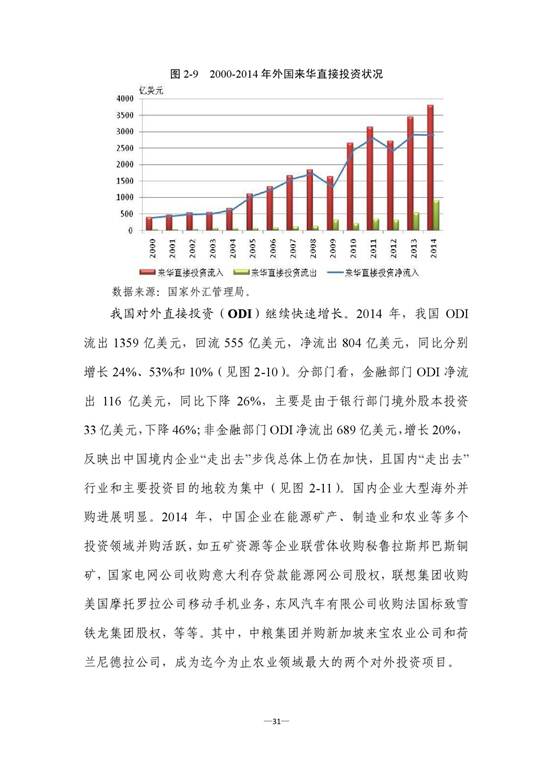 图 2-9 2000-2014 年外国来华直接投资状况
亿美元
4000
3500
3000
2500
2000
1500
1000
500
0
2000 2001 2002 2003 2004 2005 2006 2007 2008 2009 2010 2011 2012 2013 2014
来华直接投资流入 来华直接投资流出 来华直接投资净流入
数据来源：国家外汇管理局。
我国对外直接投资（ODI）继续快速增长。2014 年，我国 ODI
流出 1359 亿美元，回流 555 亿美元，净流出 804 亿美元，同比分别
增长 24%、53%和 10%（见图 2-10）。分部门看，金融部门 ODI 净流
出 116 亿美元，同比下降 26%，主要是由于银行部门境外股本投资
33 亿美元，下降 46%；非金融部门 ODI 净流出 689 亿美元，增长 20%，
反映出中国境内企业“走出去”步伐总体上仍在加快，且国内“走出去”
行业和主要投资目的地较为集中（见图 2-11）。国内企业大型海外并
购进展明显。2014 年，中国企业在能源矿产、制造业和农业等多个
投资领域并购活跃，如五矿资源等企业联营体收购秘鲁拉斯邦巴斯铜
矿，国家电网公司收购意大利存贷款能源网公司股权，联想集团收购
美国摩托罗拉公司移动手机业务，东风汽车有限公司收购法国标致雪
铁龙集团股权，等等。其中，中粮集团并购新加坡来宝农业公司和荷
兰尼德拉公司，成为迄今为止农业领域最大的两个对外投资项目。
—31—